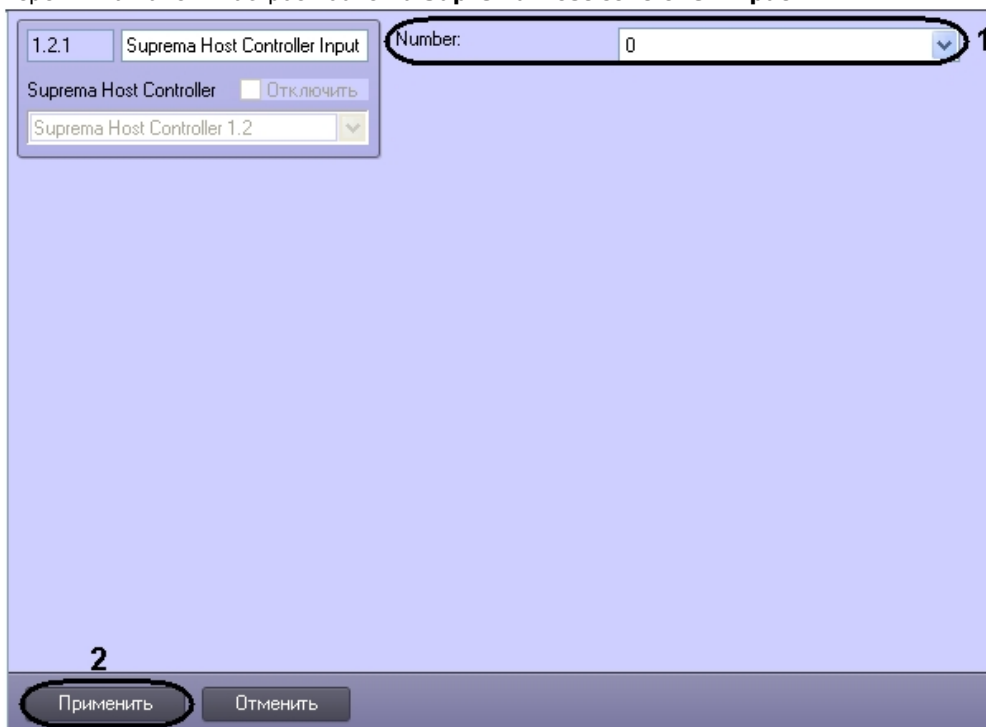 Number:
0
1
1.2.1
Suprema Host Controller Input
Suprema Host Controller
Отключить
Suprema Host Controller 1.2
2
Применить
Отменить